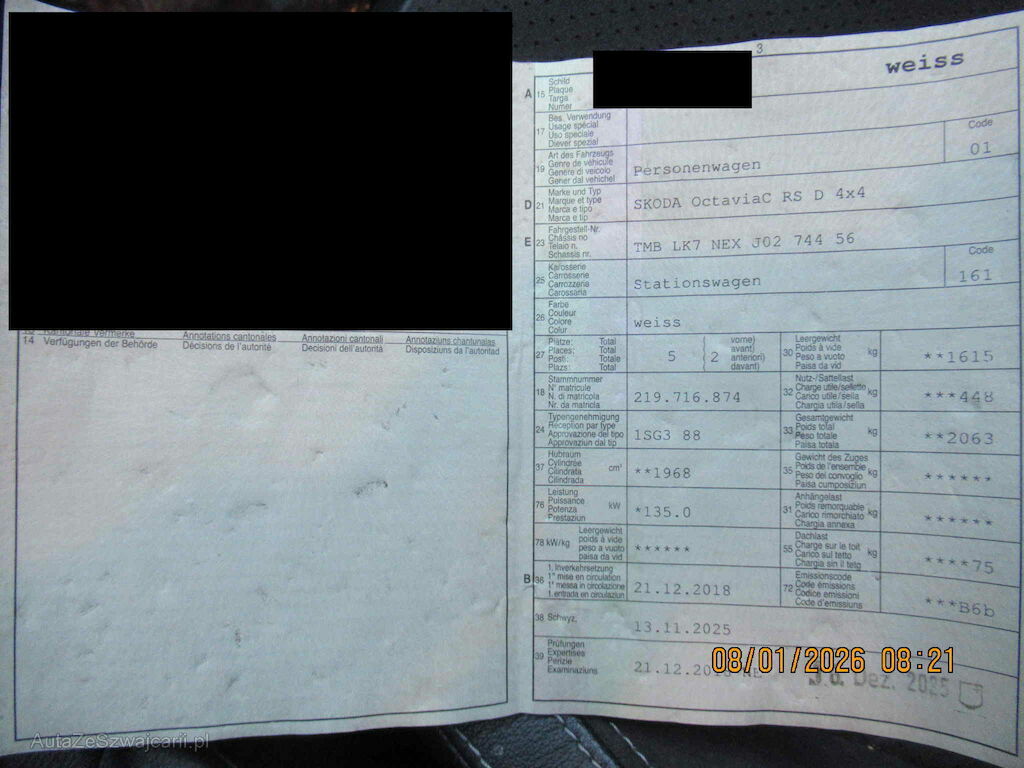 3
weiss
A 15 Schild
Plaque
Targa
Numer
17 Bes. Verwendung
Usage spécial
Uso speciale
Diever spezial
19 Art des Fahrzeugs
Genre de véhicule
Genere di veicolo
Gener dal vehichel
Personenwagen
Code
01
D 21 Marke und Typ
Marque et type
Marca e tipo
Marca e tip
SKODA OctaviaC RS D 4x4
E 23 Fahrgestell-Nr.
Châssis no
Telaio n.
Schassis nr.
TMB LK7 NEX J02 744 56
25 Karosserie
Carrosserie
Carrozzeria
Carossaria
Stationswagen
Code
161
26 Farbe
Couleur
Colore
Colur
weiss
27 Plätze: Total
Places: Total
Posti: Totale
Plazs: Total
5 ( 2 vorne)
avant)
anteriori)
davant)
30 Leergewicht
Poids à vide
Peso a vuoto
Paisa da vid
kg
**1615
18 Stammnummer
N° matricule
N. di matricola
Nr. da matricla
219.716.874
32 Nutz-/Sattellast
Charge utile/sellette
Carico utile/sella
Chargia utila/sella
kg
***448
24 Typengenehmigung
Réception par type
Approvazione del tipo
Approvaziun dal tip
1SG3 88
33 Gesamtgewicht
Poids total
Peso totale
Paisa totala
kg
**2063
37 Hubraum
Cylindrée
Cilindrata
Cilindrada
cm³
**1968
35 Gewicht des Zuges
Poids de l'ensemble
Peso del convoglio
Paisa cumposiziun
kg
******
76 Leistung
Puissance
Potenza
Prestaziun
kW
*135.0
31 Anhängelast
Poids remorquable
Carico rimorchiato
Chargia annexa
kg
******
78 kW/kg Leergewicht
poids à vide
peso a vuoto
paisa da vid
******
55 Dachlast
Charge sur le toit
Carico sul tetto
Chargia sin il tetg
kg
****75
B 36 1. Inverkehrsetzung
1re mise en circulation
1a messa in circolazione
1. entrada en circulaziun
21.12.2018
72 Emissionscode
Code émissions
Codice emissioni
Code d'emissiuns
***B6b
38 Schwyz,
13.11.2025
39 Prüfungen
Expertises
Perizie
Examinaziuns
21.12.2018
Dez. 2025
08/01/2026 08:21
Kantonale Vermerke
Annotations cantonales
Annotazioni cantonali
Annotaziuns chantunalas
14 Verfügungen der Behörde
Décisions de l'autorité
Decisioni dell'autorità
Disposiziuns da l'autoritad
AutaZeSzwajcarii.pl